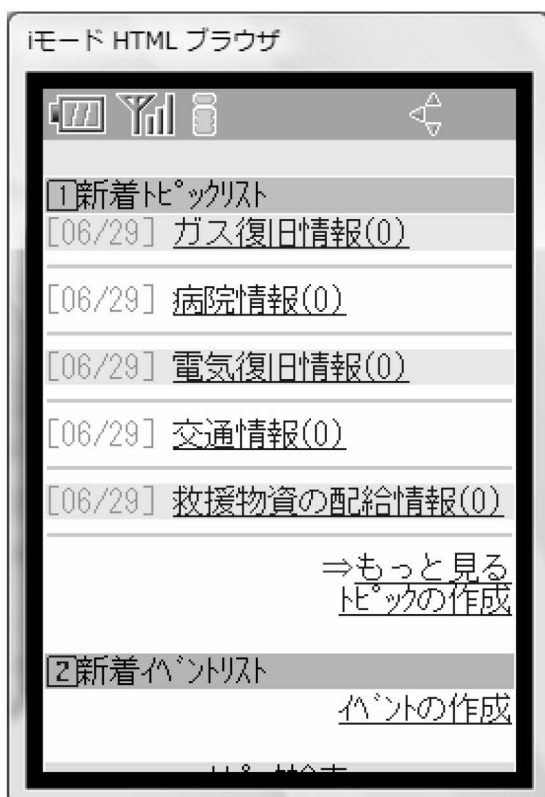 iモード HTML ブラウザ
1新着トピックリスト
[06/29] ガス復旧情報(0)
[06/29] 病院情報(0)
[06/29] 電気復旧情報(0)
[06/29] 交通情報(0)
[06/29] 救援物資の配給情報(0)
⇒もっと見る
トピックの作成
2新着イベントリスト
イベントの作成